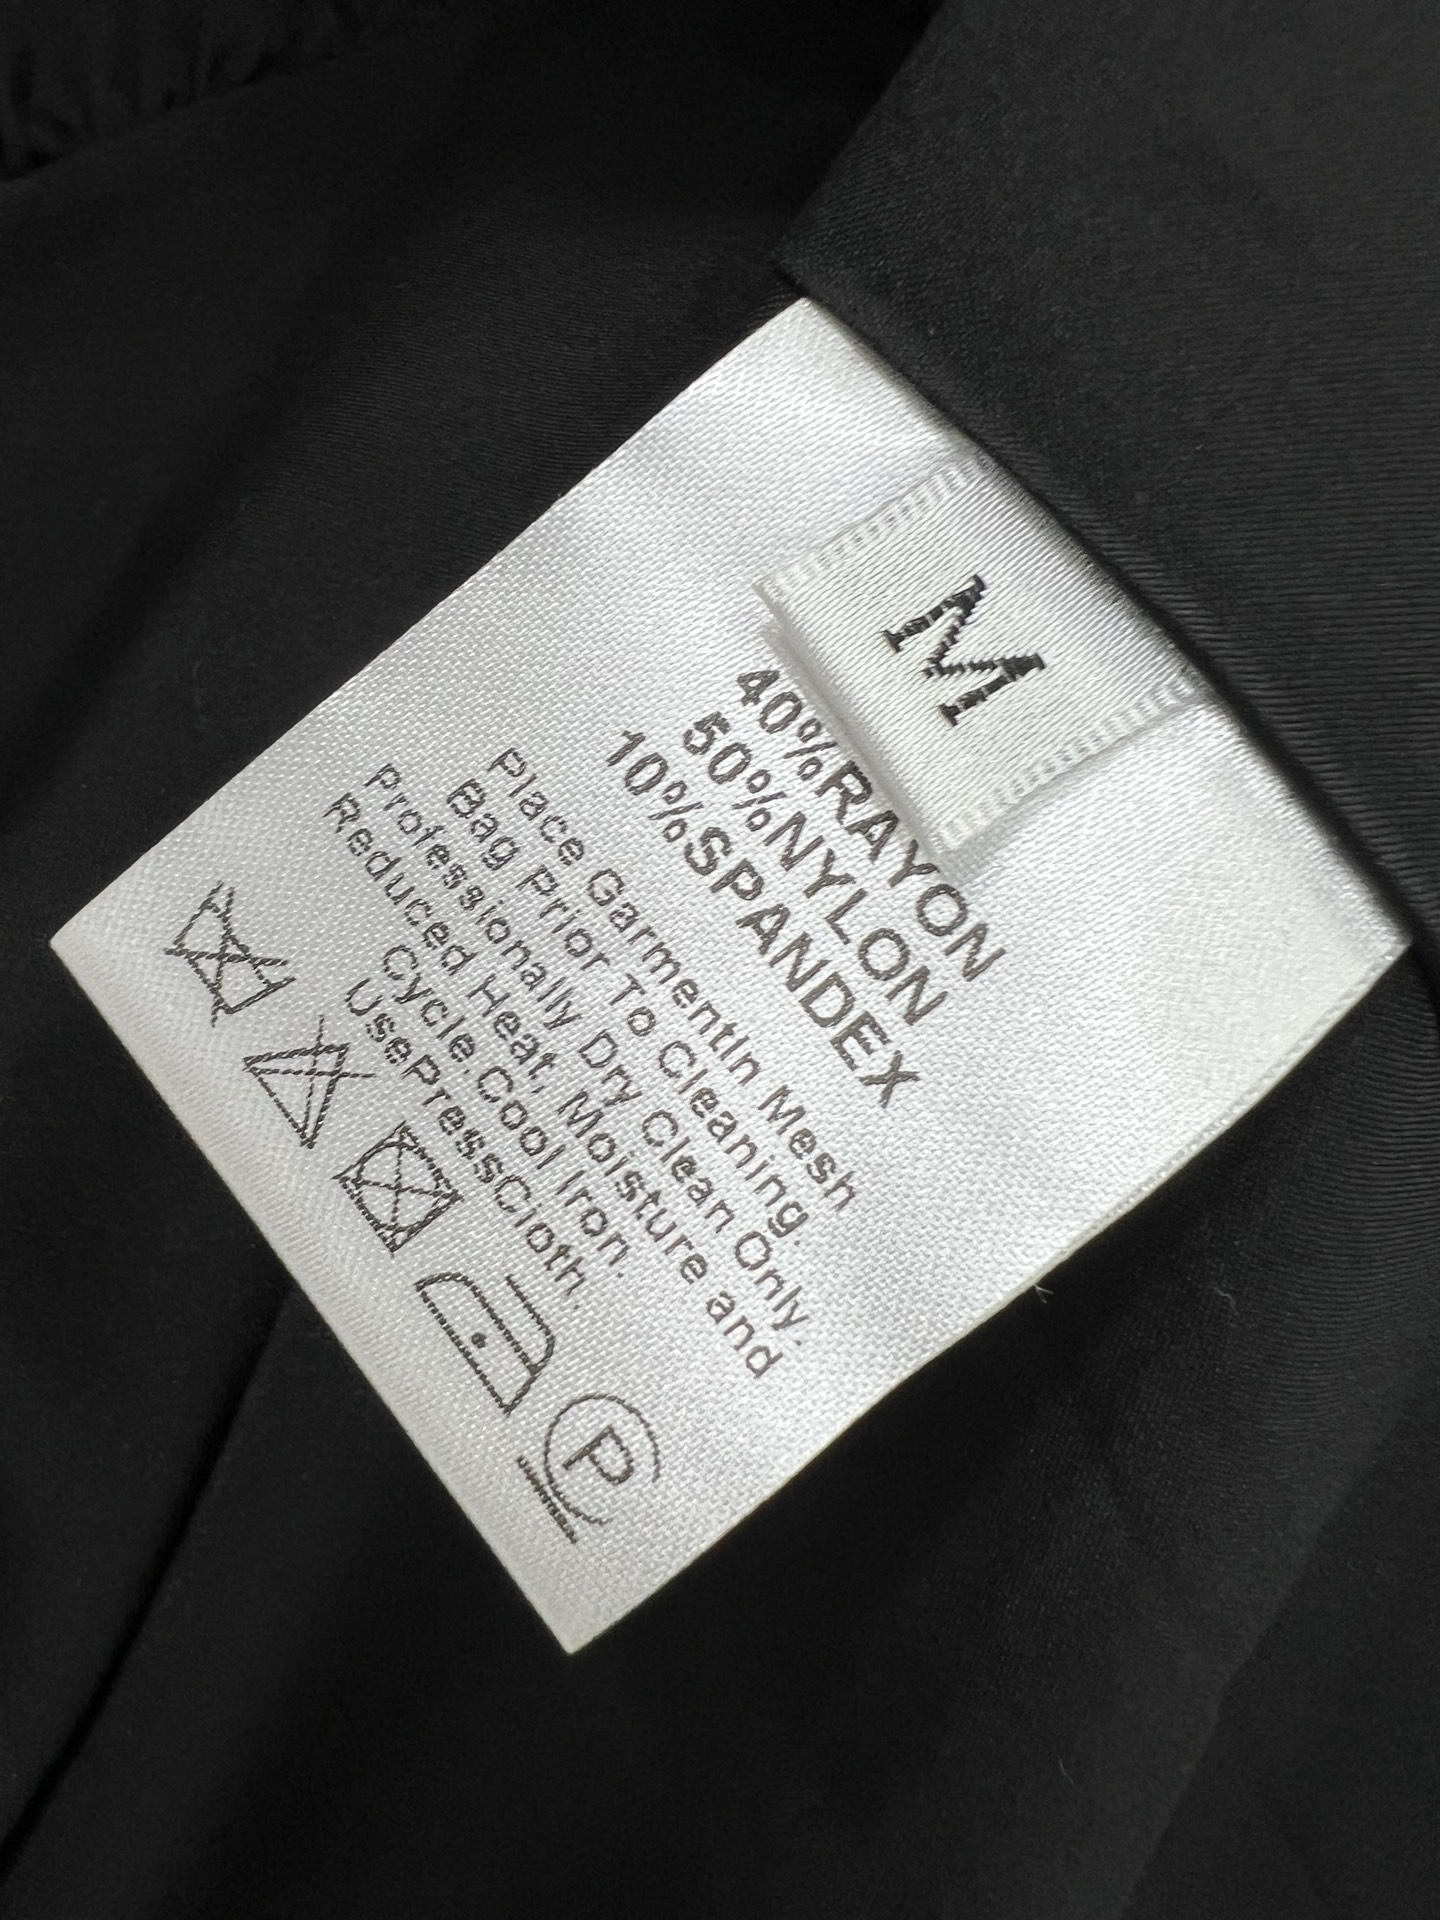 M
40%RAYON
50%NYLON
10%SPANDEX
Place GarmentIn Mesh
Bag Prior To Cleaning.
Professionally Dry Clean Only.
Reduced Heat, Moisture and
Cycle.Cool Iron.
UsePressCloth.
P